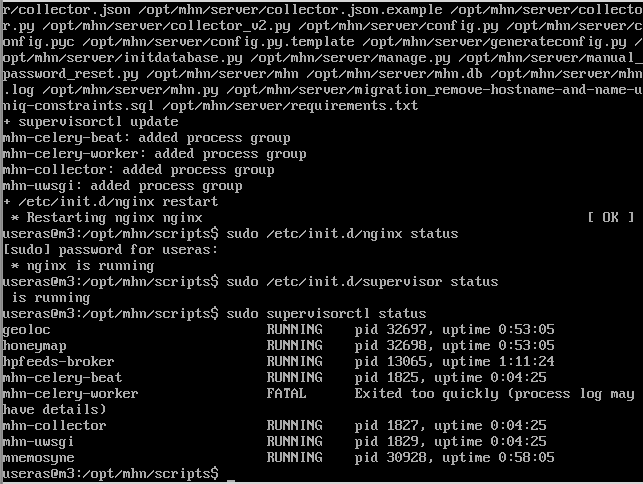 r/collector.json /opt/mhn/server/collector.json.example /opt/mhn/server/collecto
r.py /opt/mhn/server/collector_v2.py /opt/mhn/server/config.py /opt/mhn/server/c
onfig.pyc /opt/mhn/server/config.py.template /opt/mhn/server/generateconfig.py /
opt/mhn/server/initdatabase.py /opt/mhn/server/manage.py /opt/mhn/server/manual_
password_reset.py /opt/mhn/server/mhn /opt/mhn/server/mhn.db /opt/mhn/server/mhn
.log /opt/mhn/server/mhn.py /opt/mhn/server/migration_remove-hostname-and-name-u
niq-constraints.sql /opt/mhn/server/requirements.txt
+ supervisorctl update
mhn-celery-beat: added process group
mhn-celery-worker: added process group
mhn-collector: added process group
mhn-uwsgi: added process group
+ /etc/init.d/nginx restart
 * Restarting nginx nginx [ OK ]
useras@m3:/opt/mhn/scripts$ sudo /etc/init.d/nginx status
[sudo] password for useras:
 * nginx is running
useras@m3:/opt/mhn/scripts$ sudo /etc/init.d/supervisor status
 is running
useras@m3:/opt/mhn/scripts$ sudo supervisorctl status
geoloc RUNNING pid 32697, uptime 0:53:05
honeymap RUNNING pid 32698, uptime 0:53:05
hpfeeds-broker RUNNING pid 13065, uptime 1:11:24
mhn-celery-beat RUNNING pid 1825, uptime 0:04:25
mhn-celery-worker FATAL Exited too quickly (process log may
have details)
mhn-collector RUNNING pid 1827, uptime 0:04:25
mhn-uwsgi RUNNING pid 1829, uptime 0:04:25
mnemosyne RUNNING pid 30928, uptime 0:58:05
useras@m3:/opt/mhn/scripts$ _